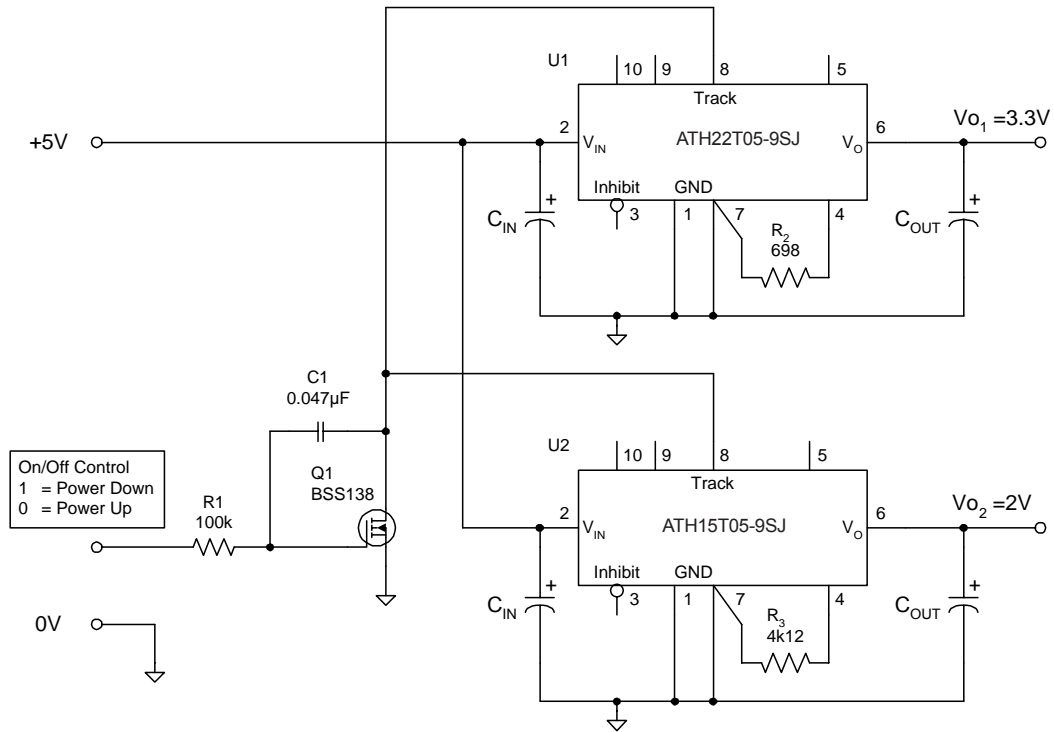 U1
10
9
8
5
Track
+5V
2
V_IN
ATH22T05-9SJ
V_O
6
Vo_1 =3.3V
Inhibit
GND
3
1
7
4
C_IN
+
R_2
698
C_OUT
+
C1
0.047µF
U2
10
9
8
5
Track
On/Off Control
1 = Power Down
0 = Power Up
Q1
BSS138
R1
100k
2
V_IN
ATH15T05-9SJ
V_O
6
Vo_2 =2V
Inhibit
GND
3
1
7
4
C_IN
+
R_3
4k12
C_OUT
+
0V